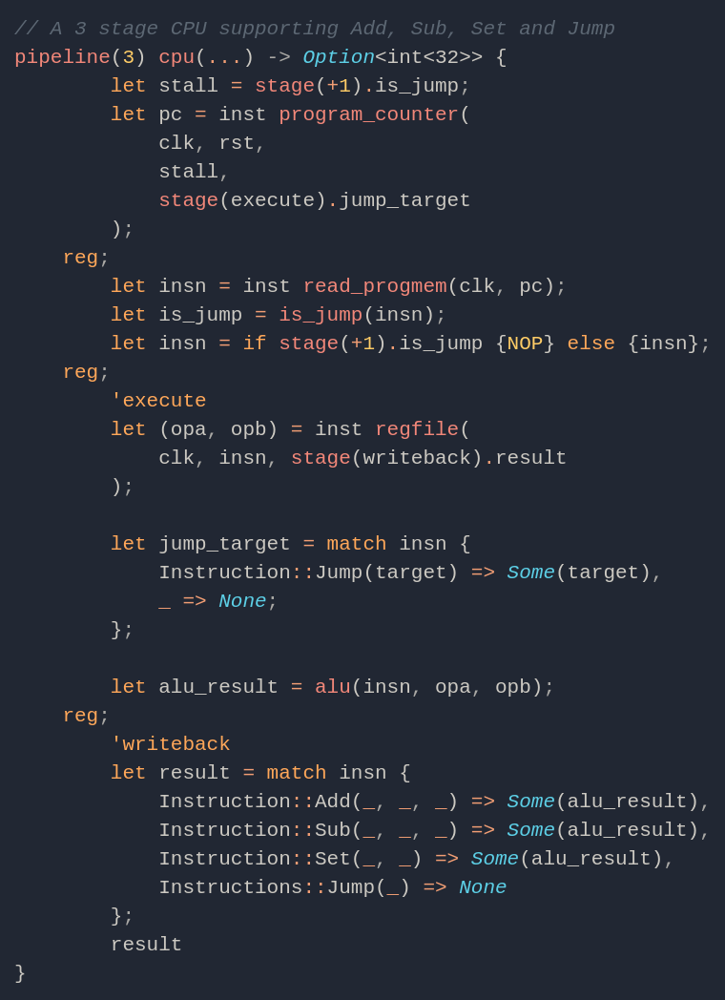 // A 3 stage CPU supporting Add, Sub, Set and Jump
pipeline(3) cpu(...) -> Option<int<32>> {
        let stall = stage(+1).is_jump;
        let pc = inst program_counter(
            clk, rst,
            stall,
            stage(execute).jump_target
        );
    reg;
        let insn = inst read_progmem(clk, pc);
        let is_jump = is_jump(insn);
        let insn = if stage(+1).is_jump {NOP} else {insn};
    reg;
        'execute
        let (opa, opb) = inst regfile(
            clk, insn, stage(writeback).result
        );

        let jump_target = match insn {
            Instruction::Jump(target) => Some(target),
            _ => None;
        };

        let alu_result = alu(insn, opa, opb);
    reg;
        'writeback
        let result = match insn {
            Instruction::Add(_, _, _) => Some(alu_result),
            Instruction::Sub(_, _, _) => Some(alu_result),
            Instruction::Set(_, _) => Some(alu_result),
            Instructions::Jump(_) => None
        };
        result
}